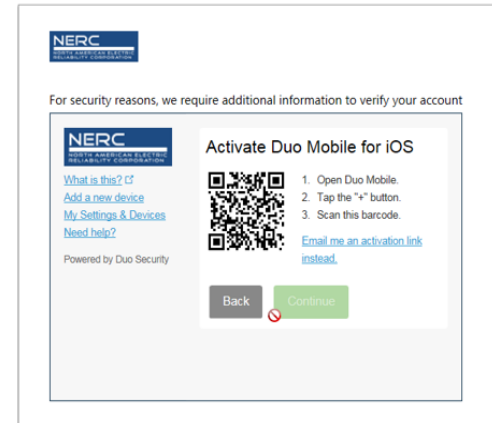 NERC
NORTH AMERICAN ELECTRIC
RELIABILITY CORPORATION
For security reasons, we require additional information to verify your account
NERC
NORTH AMERICAN ELECTRIC
RELIABILITY CORPORATION
What is this?
Add a new device
My Settings & Devices
Need help?
Powered by Duo Security
Activate Duo Mobile for iOS
1. Open Duo Mobile.
2. Tap the "+" button.
3. Scan this barcode.
Email me an activation link
instead.
Back
Continue